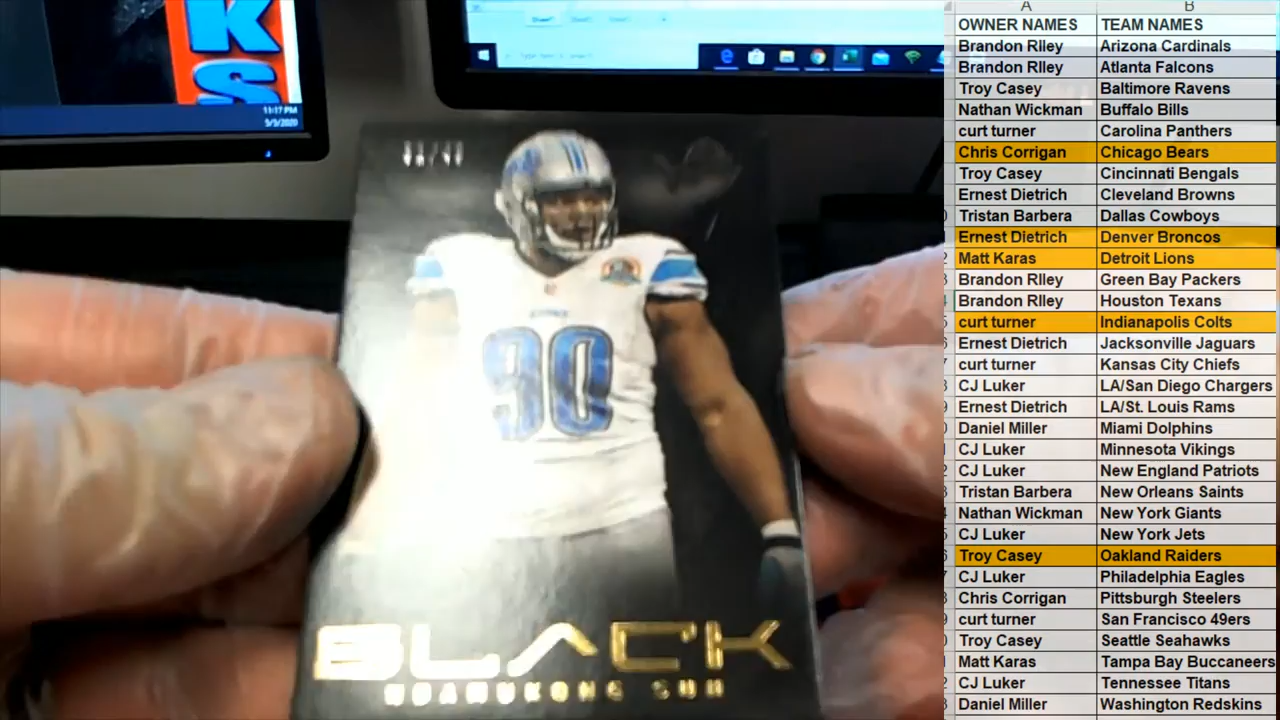 K
S
11:17 PM
5/5/2020
90
BLACK
NDAMUKONG SUH
A B
OWNER NAMES TEAM NAMES
Brandon RIley Arizona Cardinals
Brandon RIley Atlanta Falcons
Troy Casey Baltimore Ravens
Nathan Wickman Buffalo Bills
curt turner Carolina Panthers
Chris Corrigan Chicago Bears
Troy Casey Cincinnati Bengals
Ernest Dietrich Cleveland Browns
Tristan Barbera Dallas Cowboys
Ernest Dietrich Denver Broncos
Matt Karas Detroit Lions
Brandon RIley Green Bay Packers
Brandon RIley Houston Texans
curt turner Indianapolis Colts
Ernest Dietrich Jacksonville Jaguars
curt turner Kansas City Chiefs
CJ Luker LA/San Diego Chargers
Ernest Dietrich LA/St. Louis Rams
Daniel Miller Miami Dolphins
CJ Luker Minnesota Vikings
CJ Luker New England Patriots
Tristan Barbera New Orleans Saints
Nathan Wickman New York Giants
CJ Luker New York Jets
Troy Casey Oakland Raiders
CJ Luker Philadelphia Eagles
Chris Corrigan Pittsburgh Steelers
curt turner San Francisco 49ers
Troy Casey Seattle Seahawks
Matt Karas Tampa Bay Buccaneers
CJ Luker Tennessee Titans
Daniel Miller Washington Redskins